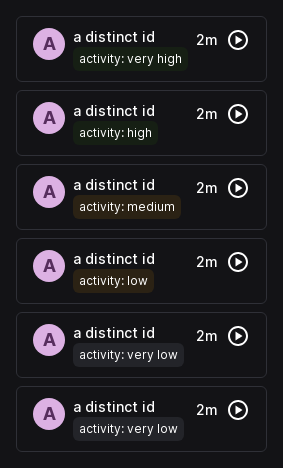 A a distinct id 2m
activity: very high
A a distinct id 2m
activity: high
A a distinct id 2m
activity: medium
A a distinct id 2m
activity: low
A a distinct id 2m
activity: very low
A a distinct id 2m
activity: very low